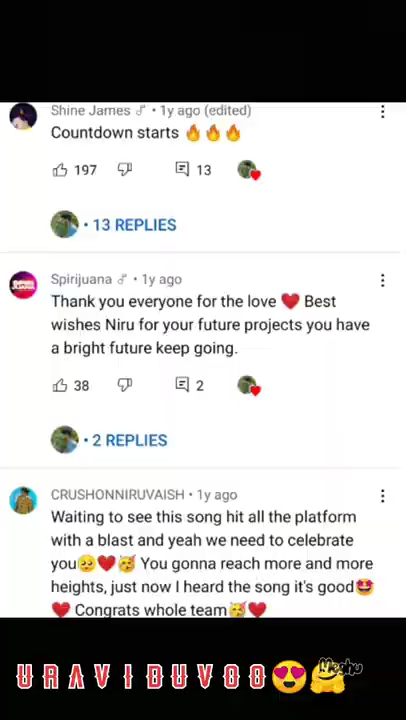 Shine James ♂ • 1y ago (edited)
Countdown starts 🔥🔥🔥
197 13
• 13 REPLIES
Spirijuana ♂ • 1y ago
Thank you everyone for the love ❤️ Best
wishes Niru for your future projects you have
a bright future keep going.
38 2
• 2 REPLIES
CRUSHONNIRUVAISH • 1y ago
Waiting to see this song hit all the platform
with a blast and yeah we need to celebrate
you🥺❤️🥳 You gonna reach more and more
heights, just now I heard the song it's good🤩
❤️ Congrats whole team🥳❤️
URAVIDUVOO😍🤗 Meghu